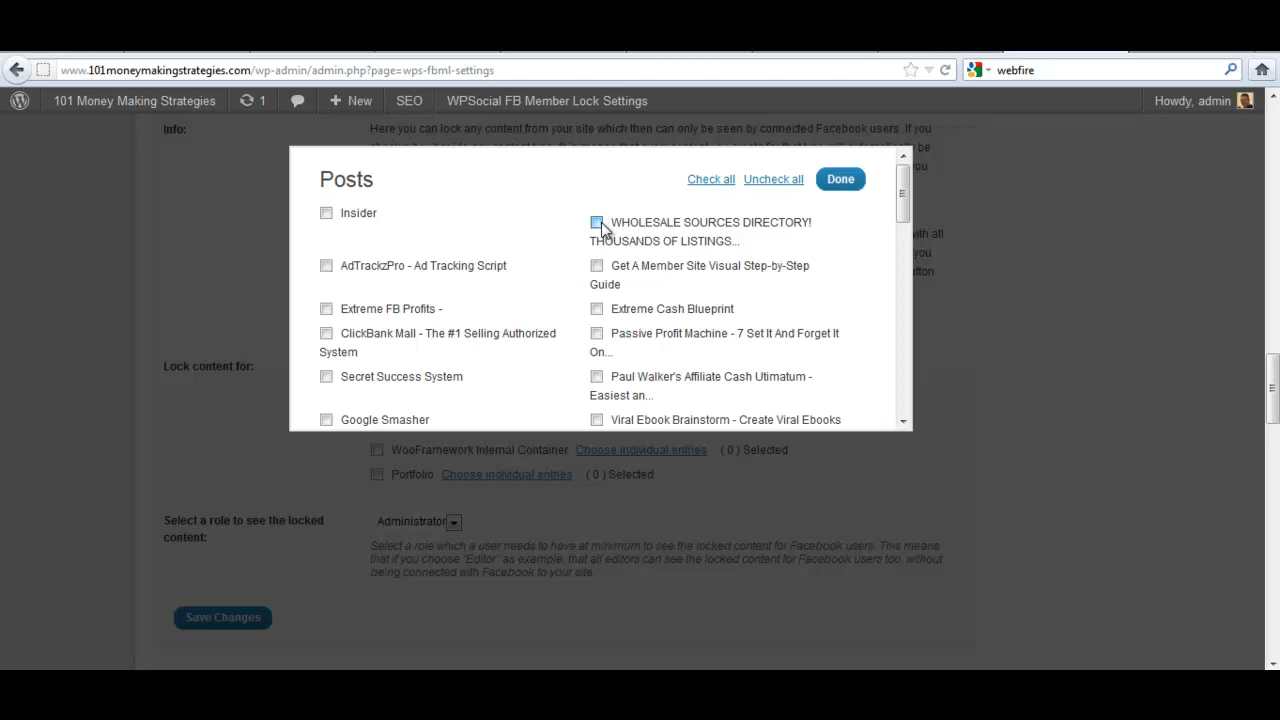 www.101moneymakingstrategies.com/wp-admin/admin.php?page=wps-fbml-settings
webfire
101 Money Making Strategies
1
New
SEO
WPSocial FB Member Lock Settings
Howdy, admin
Info:
Here you can lock any content from your site which then can only be seen by connected Facebook users. If you
Posts
Check all
Uncheck all
Done
Insider
WHOLESALE SOURCES DIRECTORY!
THOUSANDS OF LISTINGS...
AdTrackzPro - Ad Tracking Script
Get A Member Site Visual Step-by-Step
Guide
Extreme FB Profits -
Extreme Cash Blueprint
ClickBank Mall - The #1 Selling Authorized
System
Passive Profit Machine - 7 Set It And Forget It
On...
Secret Success System
Paul Walker's Affiliate Cash Utimatum -
Easiest an...
Google Smasher
Viral Ebook Brainstorm - Create Viral Ebooks
be
you
with all
you
button
Lock content for:
WooFramework Internal Container Choose individual entries ( 0 ) Selected
Portfolio Choose individual entries ( 0 ) Selected
Select a role to see the locked
content:
Administrator
Select a role which a user needs to have at minimum to see the locked content for Facebook users. This means
that if you choose "Editor" as example, that all editors can see the locked content for Facebook users too, without
being connected with Facebook to your site.
Save Changes